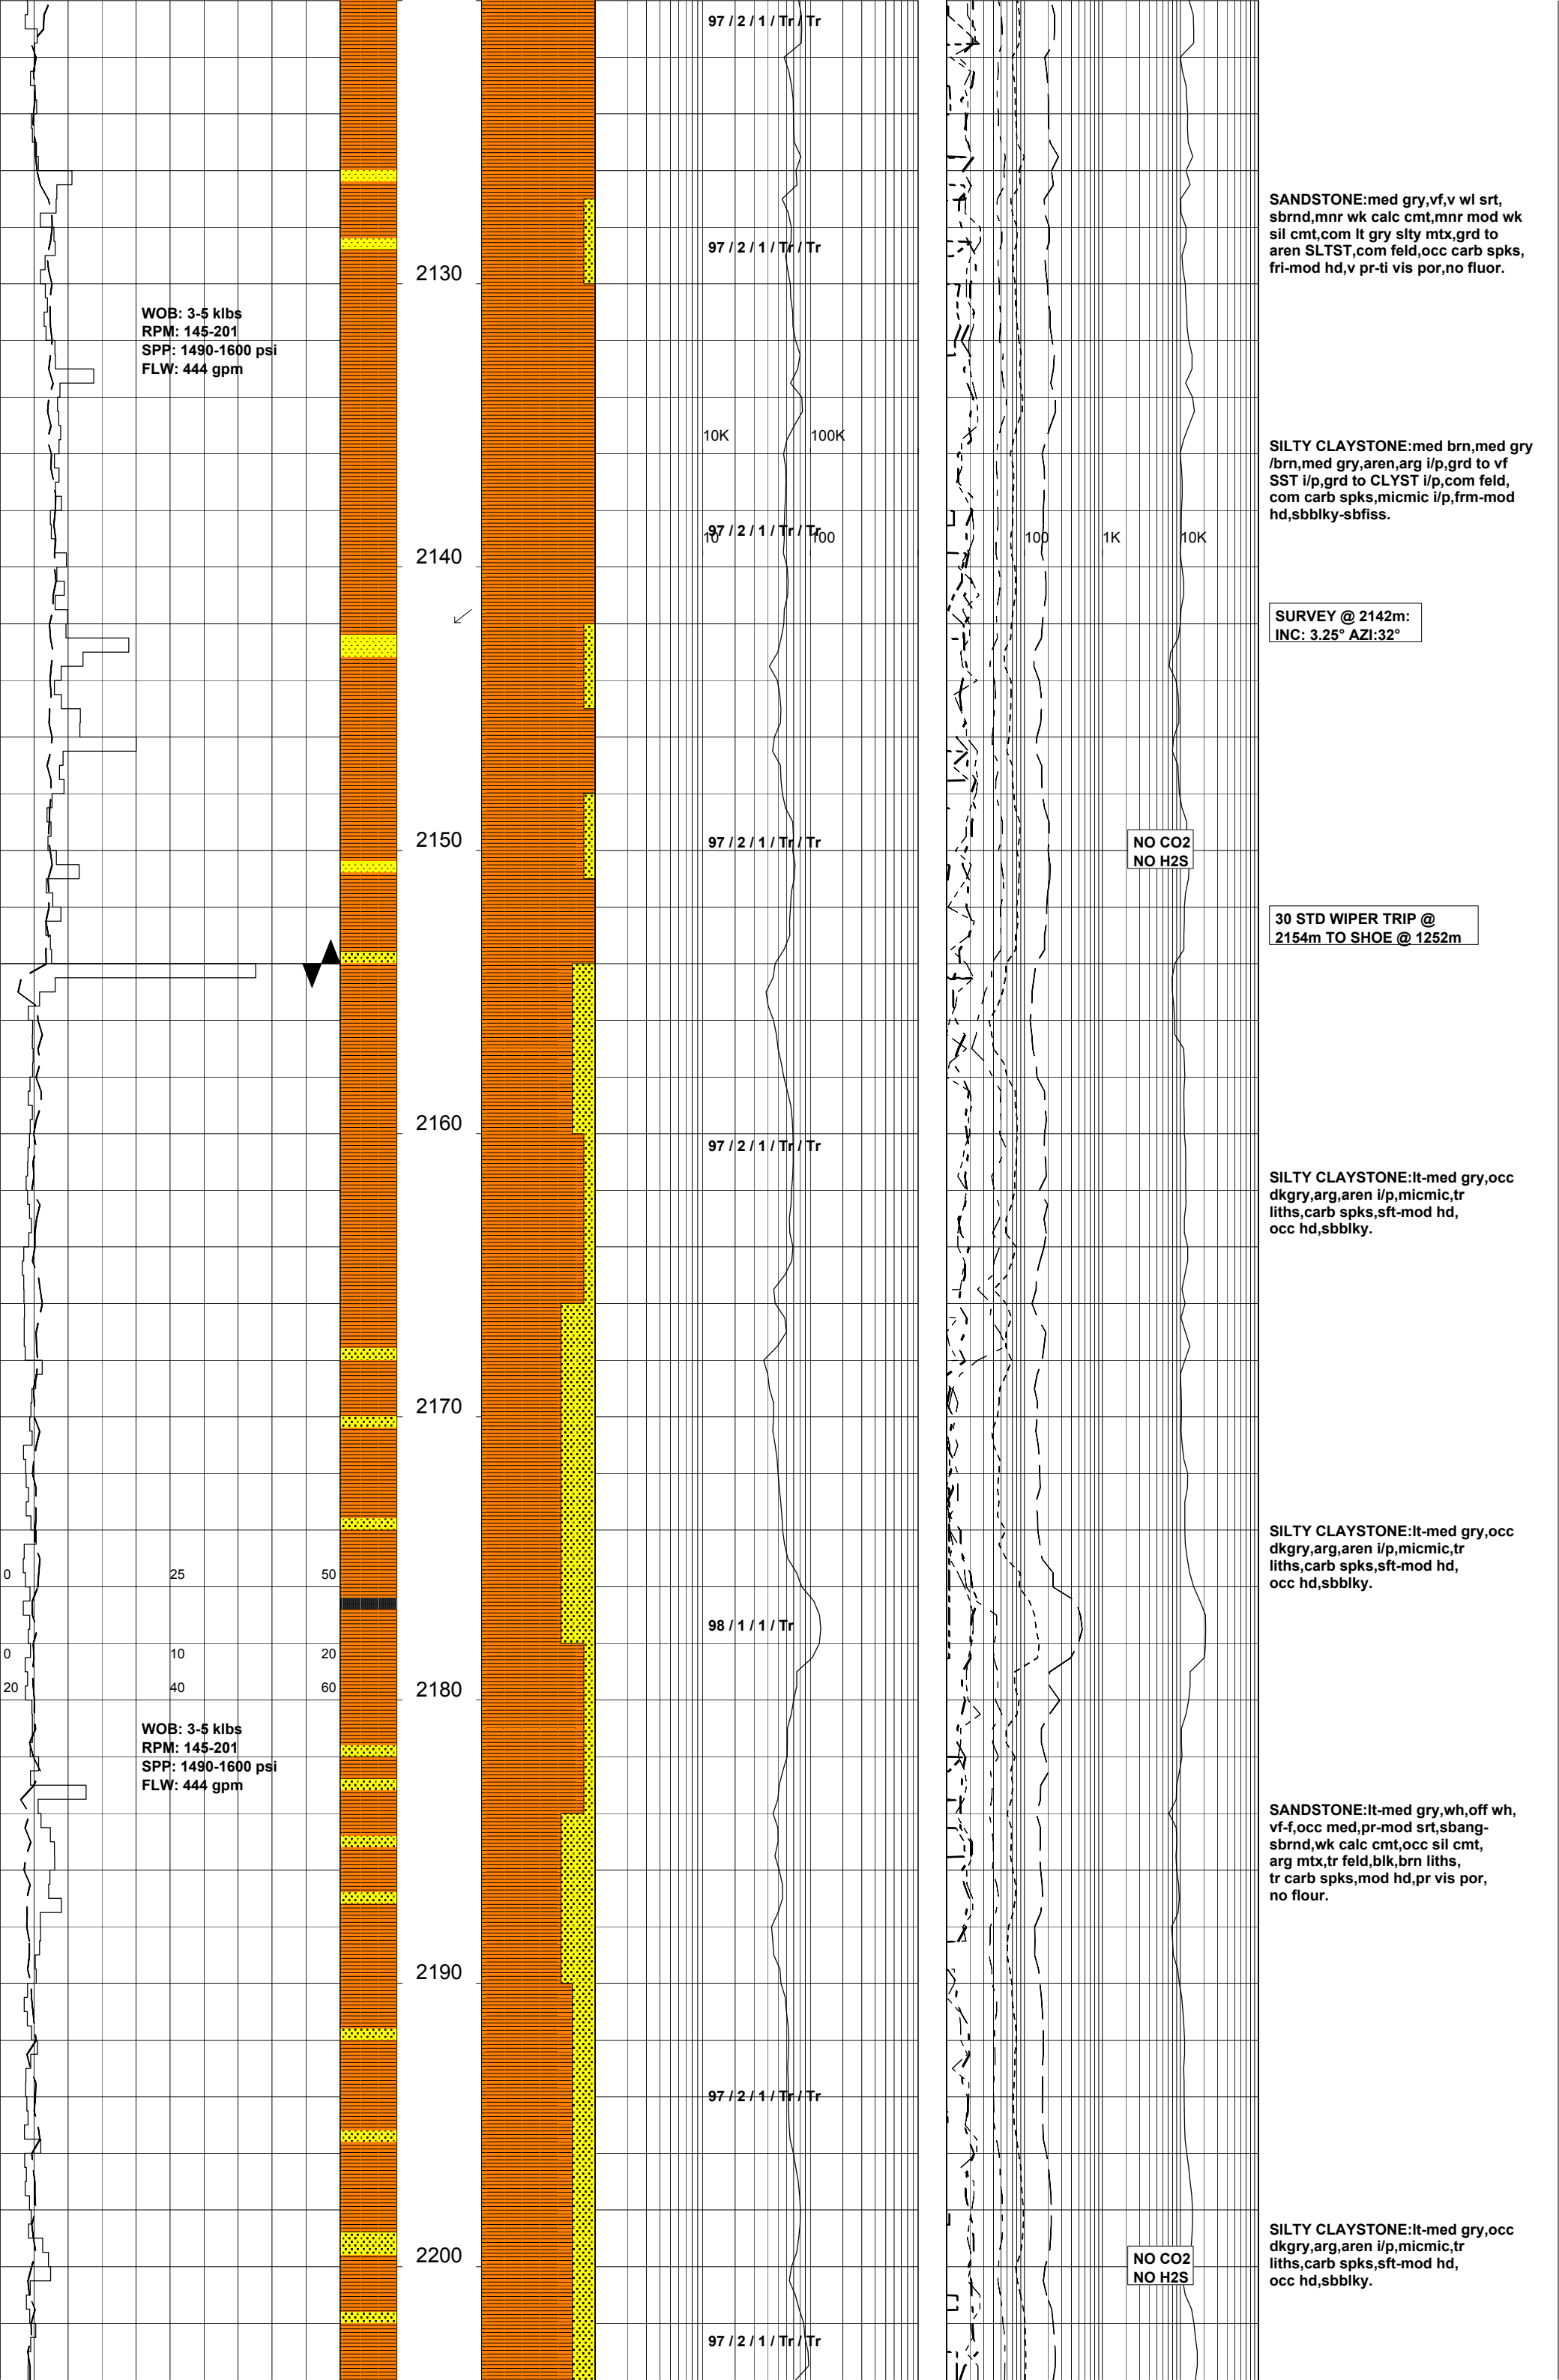 97 / 2 / 1 / Tr / Tr
SANDSTONE:med gry,vf,v wl srt,
sbrnd,mnr wk calc cmt,mnr mod wk
sil cmt,com lt gry slty mtx,grd to
aren SLTST,com feld,occ carb spks,
fri-mod hd,v pr-ti vis por,no fluor.
97 / 2 / 1 / Tr / Tr
2130
WOB: 3-5 klbs
RPM: 145-201
SPP: 1490-1600 psi
FLW: 444 gpm
10K 100K
SILTY CLAYSTONE:med brn,med gry
/brn,med gry,aren,arg i/p,grd to vf
SST i/p,grd to CLYST i/p,com feld,
com carb spks,micmic i/p,frm-mod
hd,sbblky-sbfiss.
97 / 2 / 1 / Tr / Tr
10 100 100 1K 10K
2140
SURVEY @ 2142m:
INC: 3.25° AZI:32°
2150
97 / 2 / 1 / Tr / Tr
NO CO2
NO H2S
30 STD WIPER TRIP @
2154m TO SHOE @ 1252m
2160
97 / 2 / 1 / Tr / Tr
SILTY CLAYSTONE:lt-med gry,occ
dkgry,arg,aren i/p,micmic,tr
liths,carb spks,sft-mod hd,
occ hd,sbblky.
2170
SILTY CLAYSTONE:lt-med gry,occ
dkgry,arg,aren i/p,micmic,tr
liths,carb spks,sft-mod hd,
occ hd,sbblky.
0 25 50
98 / 1 / 1 / Tr
0 10 20
20 40 60
2180
WOB: 3-5 klbs
RPM: 145-201
SPP: 1490-1600 psi
FLW: 444 gpm
SANDSTONE:lt-med gry,wh,off wh,
vf-f,occ med,pr-mod srt,sbang-
sbrnd,wk calc cmt,occ sil cmt,
arg mtx,tr feld,blk,brn liths,
tr carb spks,mod hd,pr vis por,
no flour.
2190
97 / 2 / 1 / Tr / Tr
2200
NO CO2
NO H2S
SILTY CLAYSTONE:lt-med gry,occ
dkgry,arg,aren i/p,micmic,tr
liths,carb spks,sft-mod hd,
occ hd,sbblky.
97 / 2 / 1 / Tr / Tr